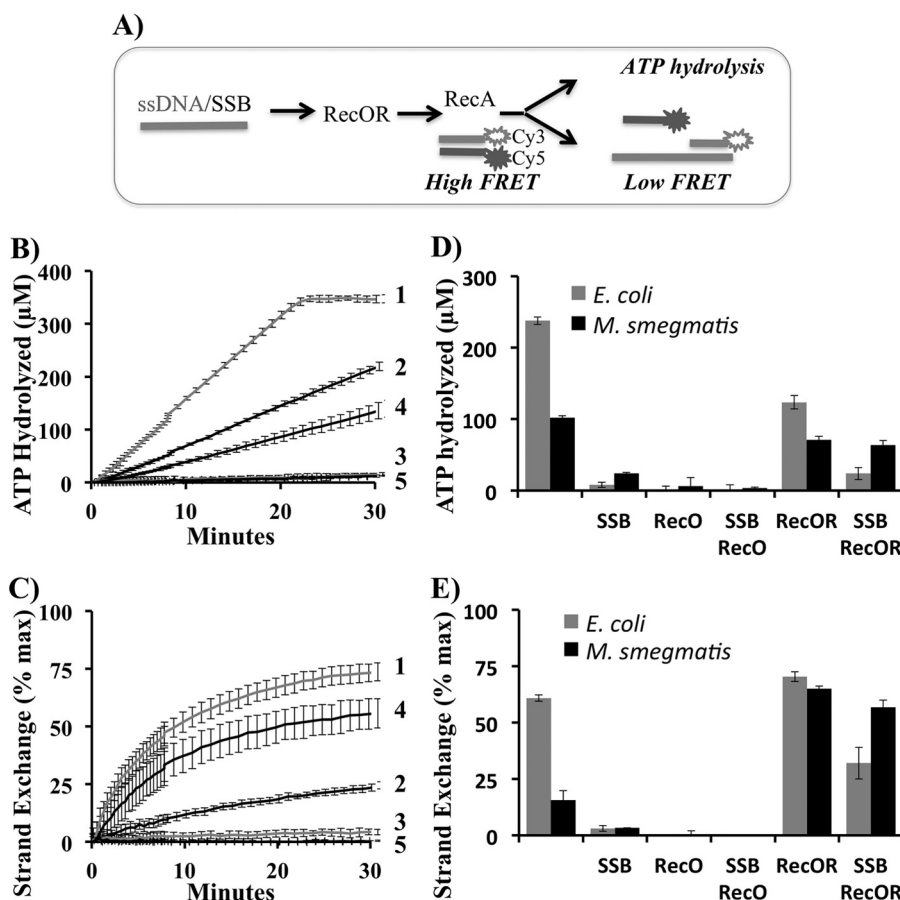 A)
ssDNA/SSB
RecOR
RecA
Cy3
Cy5
High FRET
ATP hydrolysis
Low FRET
B)
ATP Hydrolyzed (µM)
400
300
200
100
0
0 10 20 30
Minutes
1
2
4
3
5
C)
Strand Exchange (% max)
100
75
50
25
0
0 10 20 30
Minutes
1
4
2
3
5
D)
ATP hydrolyzed (µM)
300
200
100
0
E. coli
M. smegmatis
SSB RecO SSB RecOR SSB
RecO RecOR
E)
Strand Exchange (% max)
100
75
50
25
0
E. coli
M. smegmatis
SSB RecO SSB RecOR SSB
RecO RecOR